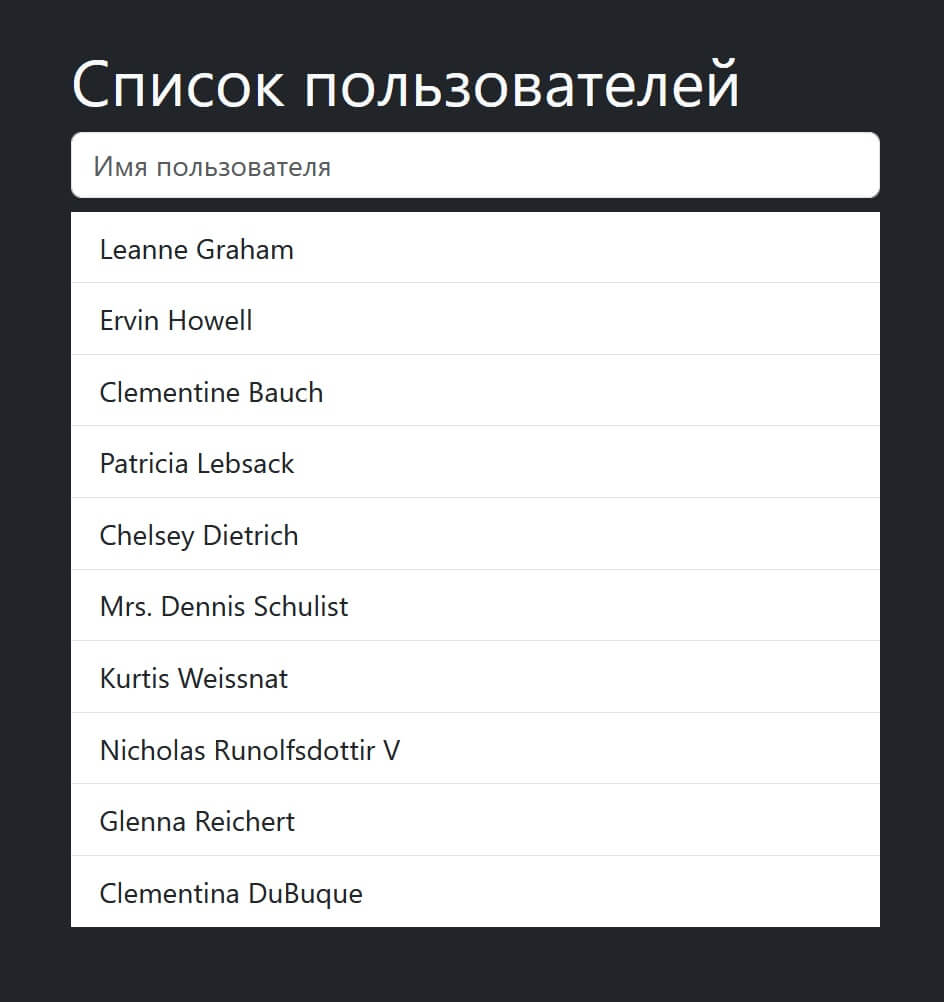 Список пользователей
Имя пользователя
Leanne Graham
Ervin Howell
Clementine Bauch
Patricia Lebsack
Chelsey Dietrich
Mrs. Dennis Schulist
Kurtis Weissnat
Nicholas Runolfsdottir V
Glenna Reichert
Clementina DuBuque